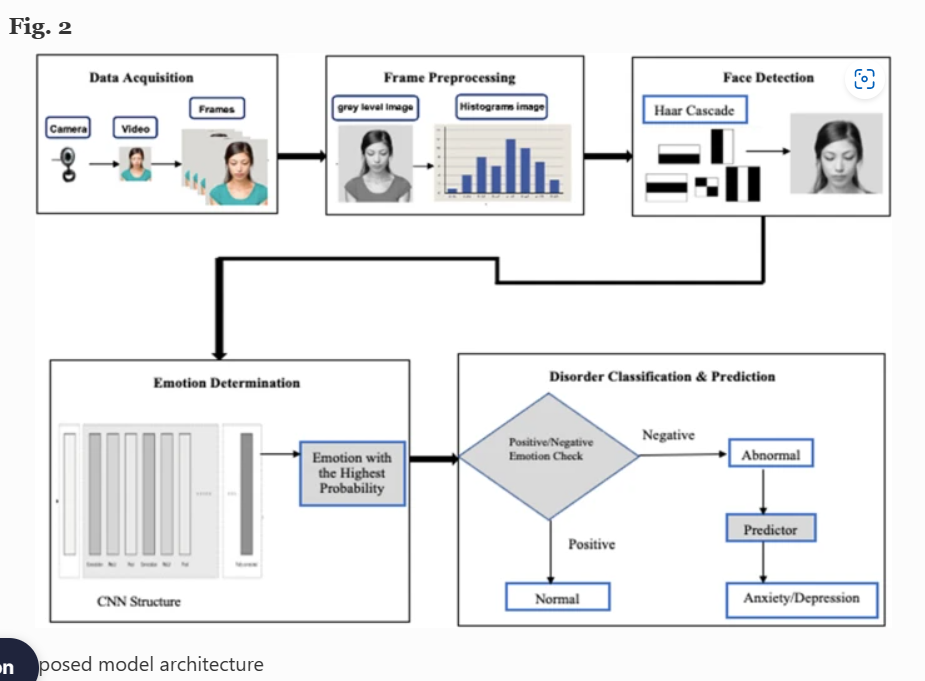 Fig. 2
Data Acquisition
Camera
Video
Frames
Frame Preprocessing
grey level image
Histograms image
Face Detection
Haar Cascade
Emotion Determination
CNN Structure
Emotion with
the Highest
Probability
Disorder Classification & Prediction
Positive/Negative
Emotion Check
Negative
Abnormal
Predictor
Anxiety/Depression
Positive
Normal
on
posed model architecture